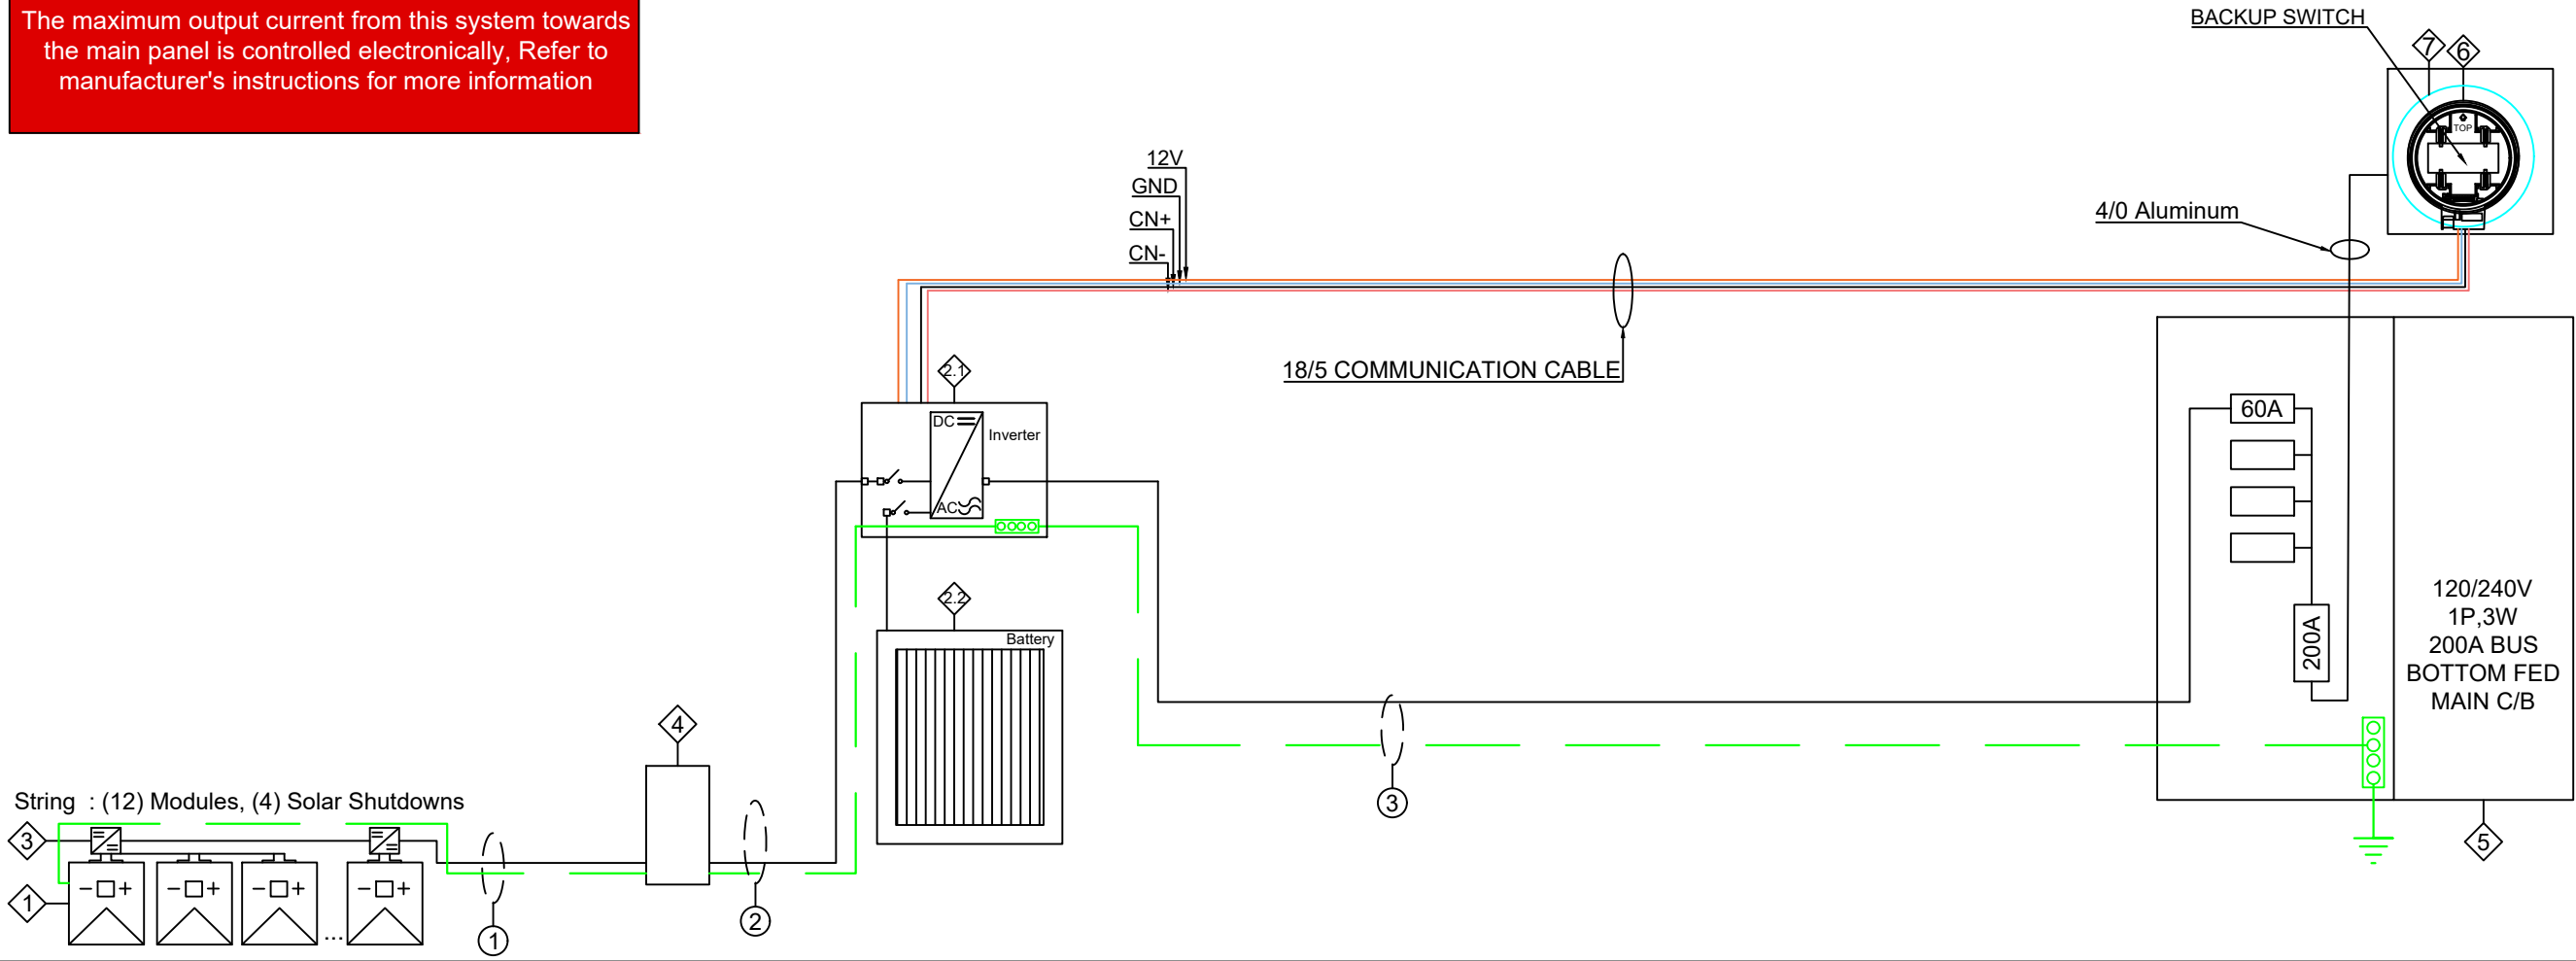 The maximum output current from this system towards
the main panel is controlled electronically, Refer to
manufacturer's instructions for more information
BACKUP SWITCH
7
6
TOP
12V
GND
CN+
CN-
4/0 Aluminum
18/5 COMMUNICATION CABLE
2.1
DC
Inverter
AC
60A
200A
120/240V
1P,3W
200A BUS
BOTTOM FED
MAIN C/B
2.2
Battery
4
3
5
String : (12) Modules, (4) Solar Shutdowns
3
1
- +
- +
- +
- +
...
1
2